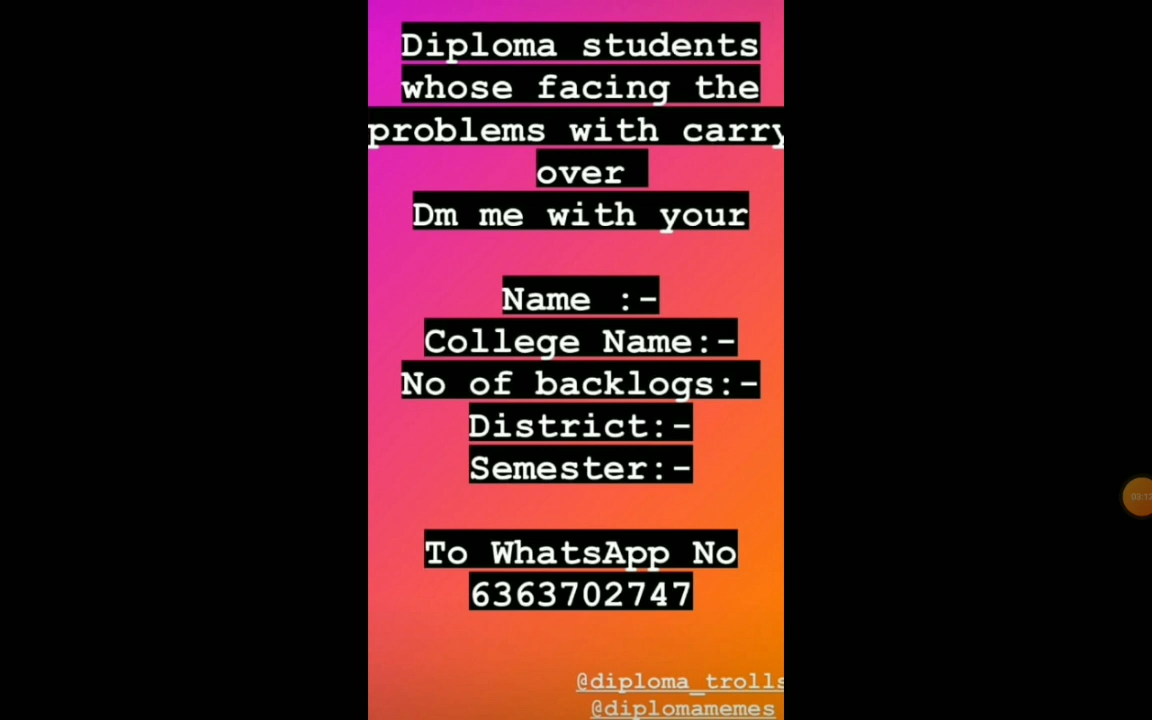 Diploma students
whose facing the
problems with carry
over
Dm me with your
Name :-
College Name:-
No of backlogs:-
District:-
Semester:-
To WhatsApp No
6363702747
@diploma_trolls
@diplomamemes